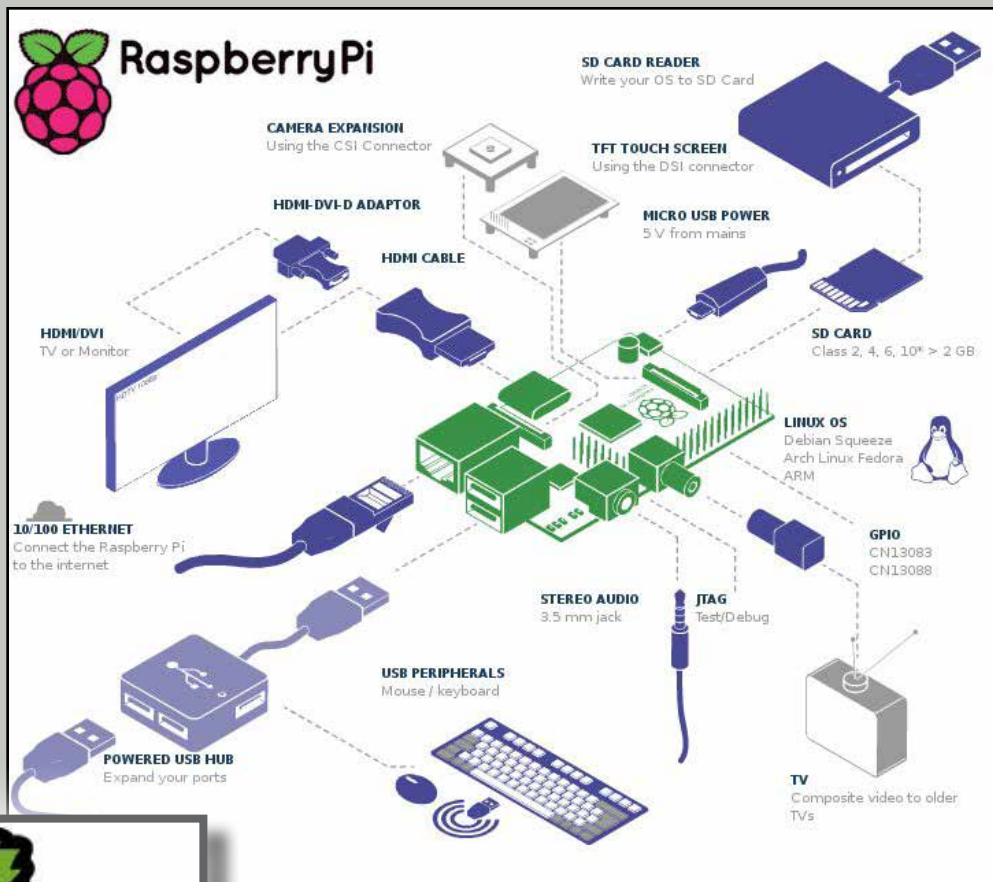 RaspberryPi
SD CARD READER
Write your OS to SD Card
CAMERA EXPANSION
Using the CSI Connector
TFT TOUCH SCREEN
Using the DSI connector
HDMI-DVI-D ADAPTOR
MICRO USB POWER
5 V from mains
HDMI CABLE
HDMI/DVI
TV or Monitor
SD CARD
Class 2, 4, 6, 10* > 2 GB
LINUX OS
Debian Squeeze
Arch Linux Fedora
ARM
10/100 ETHERNET
Connect the Raspberry Pi
to the internet
GPIO
CN13083
CN13088
STEREO AUDIO
3.5 mm jack
JTAG
Test/Debug
USB PERIPHERALS
Mouse / keyboard
POWERED USB HUB
Expand your ports
TV
Composite video to older
TVs